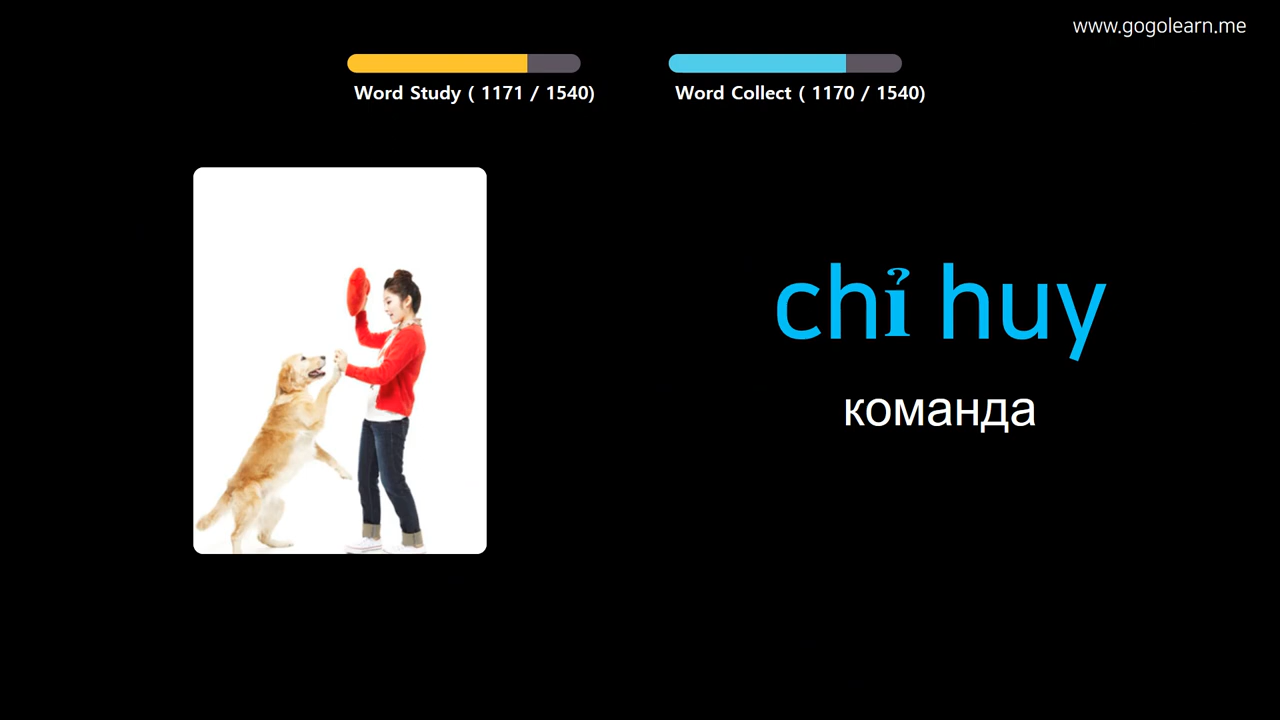 www.gogolearn.me
Word Study ( 1171 / 1540)
Word Collect ( 1170 / 1540)
chỉ huy
команда